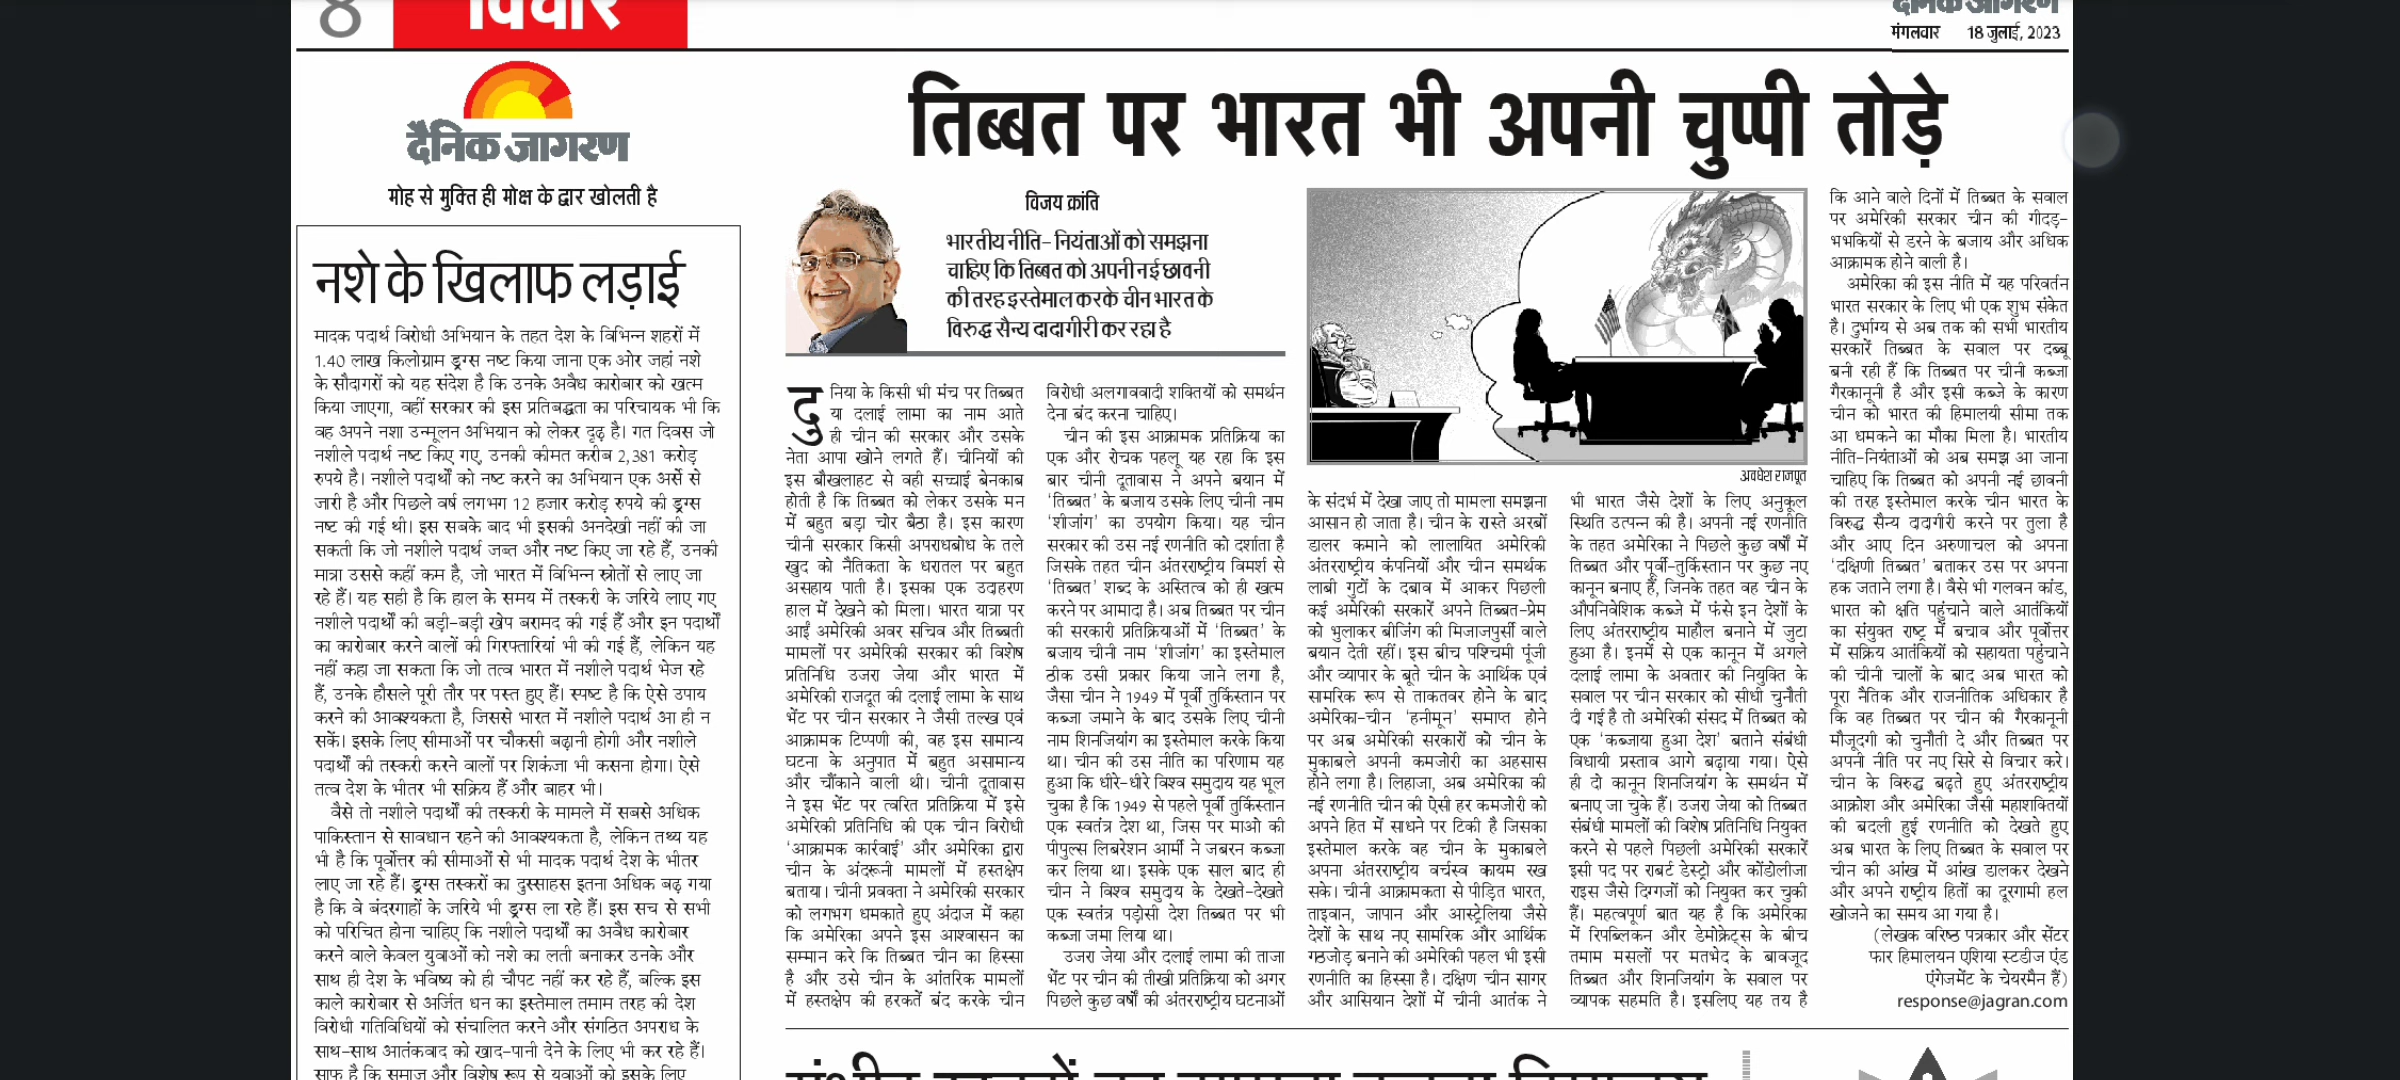 8
विचार
दैनिक जागरण
मंगलवार 18 जुलाई, 2023
दैनिक जागरण
मोह से मुक्ति ही मोक्ष के द्वार खोलती है
नशे के खिलाफ लड़ाई
मादक पदार्थ विरोधी अभियान के तहत देश के विभिन्न शहरों में
1.40 लाख किलोग्राम ड्रग्स नष्ट किया जाना एक ओर जहां नशे
के सौदागरों को यह संदेश है कि उनके अवैध कारोबार को खत्म
किया जाएगा, वहीं सरकार की इस प्रतिबद्धता का परिचायक भी कि
वह अपने नशा उन्मूलन अभियान को लेकर दृढ़ है। गत दिवस जो
नशीले पदार्थ नष्ट किए गए, उनकी कीमत करीब 2,381 करोड़
रुपये है। नशीले पदार्थों को नष्ट करने का अभियान एक अर्से से
जारी है और पिछले वर्ष लगभग 12 हजार करोड़ रुपये की ड्रग्स
नष्ट की गई थी। इस सबके बाद भी इसकी अनदेखी नहीं की जा
सकती कि जो नशीले पदार्थ जब्त और नष्ट किए जा रहे हैं, उनकी
मात्रा उससे कहीं कम है, जो भारत में विभिन्न स्रोतों से लाए जा
रहे हैं। यह सही है कि हाल के समय में तस्करी के जरिये लाए गए
नशीले पदार्थों की बड़ी-बड़ी खेप बरामद की गई हैं और इन पदार्थों
का कारोबार करने वालों की गिरफ्तारियां भी की गई हैं, लेकिन यह
नहीं कहा जा सकता कि जो तत्व भारत में नशीले पदार्थ भेज रहे
हैं, उनके हौसले पूरी तौर पर पस्त हुए हैं। स्पष्ट है कि ऐसे उपाय
करने की आवश्यकता है, जिससे भारत में नशीले पदार्थ आ ही न
सकें। इसके लिए सीमाओं पर चौकसी बढ़ानी होगी और नशीले
पदार्थों की तस्करी करने वालों पर शिकंजा भी कसना होगा। ऐसे
तत्व देश के भीतर भी सक्रिय हैं और बाहर भी।
वैसे तो नशीले पदार्थों की तस्करी के मामले में सबसे अधिक
पाकिस्तान से सावधान रहने की आवश्यकता है, लेकिन तथ्य यह
भी है कि पूर्वोत्तर की सीमाओं से भी मादक पदार्थ देश के भीतर
लाए जा रहे हैं। ड्रग्स तस्करों का दुस्साहस इतना अधिक बढ़ गया
है कि वे बंदरगाहों के जरिये भी ड्रग्स ला रहे हैं। इस सच से सभी
को परिचित होना चाहिए कि नशीले पदार्थों का अवैध कारोबार
करने वाले केवल युवाओं को नशे का लती बनाकर उनके और
साथ ही देश के भविष्य को ही चौपट नहीं कर रहे हैं, बल्कि इस
काले कारोबार से अर्जित धन का इस्तेमाल तमाम तरह की देश
विरोधी गतिविधियों को संचालित करने और संगठित अपराध के
साथ-साथ आतंकवाद को खाद-पानी देने के लिए भी कर रहे हैं।
साफ है कि समाज और विशेष रूप से युवाओं को इसके लिए
तिब्बत पर भारत भी अपनी चुप्पी तोड़े
विजय क्रांति
भारतीय नीति-नियंताओं को समझना
चाहिए कि तिब्बत को अपनी नई छावनी
की तरह इस्तेमाल करके चीन भारत के
विरुद्ध सैन्य दादागीरी कर रहा है
दुनिया के किसी भी मंच पर तिब्बत
या दलाई लामा का नाम आते
ही चीन की सरकार और उसके
नेता आपा खोने लगते हैं। चीनियों की
इस बौखलाहट से वही सच्चाई बेनकाब
होती है कि तिब्बत को लेकर उसके मन
में बहुत बड़ा चोर बैठा है। इस कारण
चीनी सरकार किसी अपराधबोध के तले
खुद को नैतिकता के धरातल पर बहुत
असहाय पाती है। इसका एक उदाहरण
हाल में देखने को मिला। भारत यात्रा पर
आईं अमेरिकी अवर सचिव और तिब्बती
मामलों पर अमेरिकी सरकार की विशेष
प्रतिनिधि उजरा जेया और भारत में
अमेरिकी राजदूत की दलाई लामा के साथ
भेंट पर चीन सरकार ने जैसी तल्ख एवं
आक्रामक टिप्पणी की, वह इस सामान्य
घटना के अनुपात में बहुत असामान्य
और चौंकाने वाली थी। चीनी दूतावास
ने इस भेंट पर त्वरित प्रतिक्रिया में इसे
अमेरिकी प्रतिनिधि की एक चीन विरोधी
'आक्रामक कार्रवाई' और अमेरिका द्वारा
चीन के अंदरूनी मामलों में हस्तक्षेप
बताया। चीनी प्रवक्ता ने अमेरिकी सरकार
को लगभग धमकाते हुए अंदाज में कहा
कि अमेरिका अपने इस आश्वासन का
सम्मान करे कि तिब्बत चीन का हिस्सा
है और उसे चीन के आंतरिक मामलों
में हस्तक्षेप की हरकतें बंद करके चीन
विरोधी अलगाववादी शक्तियों को समर्थन
देना बंद करना चाहिए।
चीन की इस आक्रामक प्रतिक्रिया का
एक और रोचक पहलू यह रहा कि इस
बार चीनी दूतावास ने अपने बयान में
'तिब्बत' के बजाय उसके लिए चीनी नाम
'शीजांग' का उपयोग किया। यह चीन
सरकार की उस नई रणनीति को दर्शाता है
जिसके तहत चीन अंतरराष्ट्रीय विमर्श से
'तिब्बत' शब्द के अस्तित्व को ही खत्म
करने पर आमादा है। अब तिब्बत पर चीन
की सरकारी प्रतिक्रियाओं में 'तिब्बत' के
बजाय चीनी नाम 'शीजांग' का इस्तेमाल
ठीक उसी प्रकार किया जाने लगा है,
जैसा चीन ने 1949 में पूर्वी तुर्किस्तान पर
कब्जा जमाने के बाद उसके लिए चीनी
नाम शिनजियांग का इस्तेमाल करके किया
था। चीन की उस नीति का परिणाम यह
हुआ कि धीरे-धीरे विश्व समुदाय यह भूल
चुका है कि 1949 से पहले पूर्वी तुर्किस्तान
एक स्वतंत्र देश था, जिस पर माओ की
पीपुल्स लिबरेशन आर्मी ने जबरन कब्जा
कर लिया था। इसके एक साल बाद ही
चीन ने विश्व समुदाय के देखते-देखते
एक स्वतंत्र पड़ोसी देश तिब्बत पर भी
कब्जा जमा लिया था।
उजरा जेया और दलाई लामा की ताजा
भेंट पर चीन की तीखी प्रतिक्रिया को अगर
पिछले कुछ वर्षों की अंतरराष्ट्रीय घटनाओं
अवधेश राजपूत
के संदर्भ में देखा जाए तो मामला समझना
आसान हो जाता है। चीन के रास्ते अरबों
डालर कमाने को लालायित अमेरिकी
अंतरराष्ट्रीय कंपनियों और चीन समर्थक
लाबी गुटों के दबाव में आकर पिछली
कई अमेरिकी सरकारें अपने तिब्बत-प्रेम
को भुलाकर बीजिंग की मिजाजपुर्सी वाले
बयान देती रहीं। इस बीच पश्चिमी पूंजी
और व्यापार के बूते चीन के आर्थिक एवं
सामरिक रूप से ताकतवर होने के बाद
अमेरिका-चीन 'हनीमून' समाप्त होने
पर अब अमेरिकी सरकारों को चीन के
मुकाबले अपनी कमजोरी का अहसास
होने लगा है। लिहाजा, अब अमेरिका की
नई रणनीति चीन की ऐसी हर कमजोरी को
अपने हित में साधने पर टिकी है जिसका
इस्तेमाल करके वह चीन के मुकाबले
अपना अंतरराष्ट्रीय वर्चस्व कायम रख
सके। चीनी आक्रामकता से पीड़ित भारत,
ताइवान, जापान और आस्ट्रेलिया जैसे
देशों के साथ नए सामरिक और आर्थिक
गठजोड़ बनाने की अमेरिकी पहल भी इसी
रणनीति का हिस्सा है। दक्षिण चीन सागर
और आसियान देशों में चीनी आतंक ने
भी भारत जैसे देशों के लिए अनुकूल
स्थिति उत्पन्न की है। अपनी नई रणनीति
के तहत अमेरिका ने पिछले कुछ वर्षों में
तिब्बत और पूर्वी-तुर्किस्तान पर कुछ नए
कानून बनाए हैं, जिनके तहत वह चीन के
औपनिवेशिक कब्जे में फंसे इन देशों के
लिए अंतरराष्ट्रीय माहौल बनाने में जुटा
हुआ है। इनमें से एक कानून में अगले
दलाई लामा के अवतार की नियुक्ति के
सवाल पर चीन सरकार को सीधी चुनौती
दी गई है तो अमेरिकी संसद में तिब्बत को
एक 'कब्जाया हुआ देश' बताने संबंधी
विधायी प्रस्ताव आगे बढ़ाया गया। ऐसे
ही दो कानून शिनजियांग के समर्थन में
बनाए जा चुके हैं। उजरा जेया को तिब्बत
संबंधी मामलों की विशेष प्रतिनिधि नियुक्त
करने से पहले पिछली अमेरिकी सरकारें
इसी पद पर राबर्ट डेस्ट्रो और कोंडोलीजा
राइस जैसे दिग्गजों को नियुक्त कर चुकी
हैं। महत्वपूर्ण बात यह है कि अमेरिका
में रिपब्लिकन और डेमोक्रेट्स के बीच
तमाम मसलों पर मतभेद के बावजूद
तिब्बत और शिनजियांग के सवाल पर
व्यापक सहमति है। इसलिए यह तय है
कि आने वाले दिनों में तिब्बत के सवाल
पर अमेरिकी सरकार चीन की गीदड़-
भभकियों से डरने के बजाय और अधिक
आक्रामक होने वाली है।
अमेरिका की इस नीति में यह परिवर्तन
भारत सरकार के लिए भी एक शुभ संकेत
है। दुर्भाग्य से अब तक की सभी भारतीय
सरकारें तिब्बत के सवाल पर दब्बू
बनी रही हैं कि तिब्बत पर चीनी कब्जा
गैरकानूनी है और इसी कब्जे के कारण
चीन को भारत की हिमालयी सीमा तक
आ धमकने का मौका मिला है। भारतीय
नीति-नियंताओं को अब समझ आ जाना
चाहिए कि तिब्बत को अपनी नई छावनी
की तरह इस्तेमाल करके चीन भारत के
विरुद्ध सैन्य दादागीरी करने पर तुला है
और आए दिन अरुणाचल को अपना
'दक्षिणी तिब्बत' बताकर उस पर अपना
हक जताने लगा है। वैसे भी गलवन कांड,
भारत को क्षति पहुंचाने वाले आतंकियों
का संयुक्त राष्ट्र में बचाव और पूर्वोत्तर
में सक्रिय आतंकियों को सहायता पहुंचाने
की चीनी चालों के बाद अब भारत को
पूरा नैतिक और राजनीतिक अधिकार है
कि वह तिब्बत पर चीन की गैरकानूनी
मौजूदगी को चुनौती दे और तिब्बत पर
अपनी नीति पर नए सिरे से विचार करे।
चीन के विरुद्ध बढ़ते हुए अंतरराष्ट्रीय
आक्रोश और अमेरिका जैसी महाशक्तियों
की बदली हुई रणनीति को देखते हुए
अब भारत के लिए तिब्बत के सवाल पर
चीन की आंख में आंख डालकर देखने
और अपने राष्ट्रीय हितों का दूरगामी हल
खोजने का समय आ गया है।
(लेखक वरिष्ठ पत्रकार और सेंटर
फार हिमालयन एशिया स्टडीज एंड
एंगेजमेंट के चेयरमैन हैं)
response@jagran.com